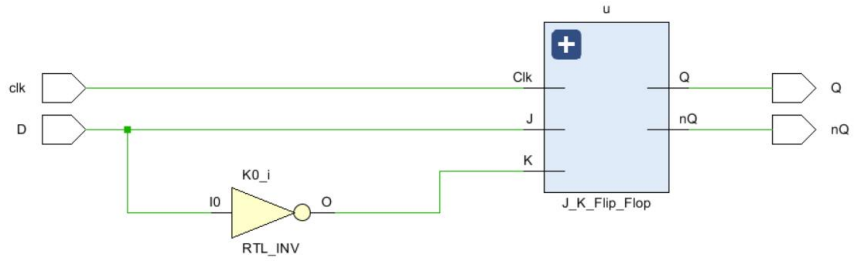 u
clk
Clk
Q
Q
D
J
nQ
nQ
K
K0_i
I0
O
J_K_Flip_Flop
RTL_INV